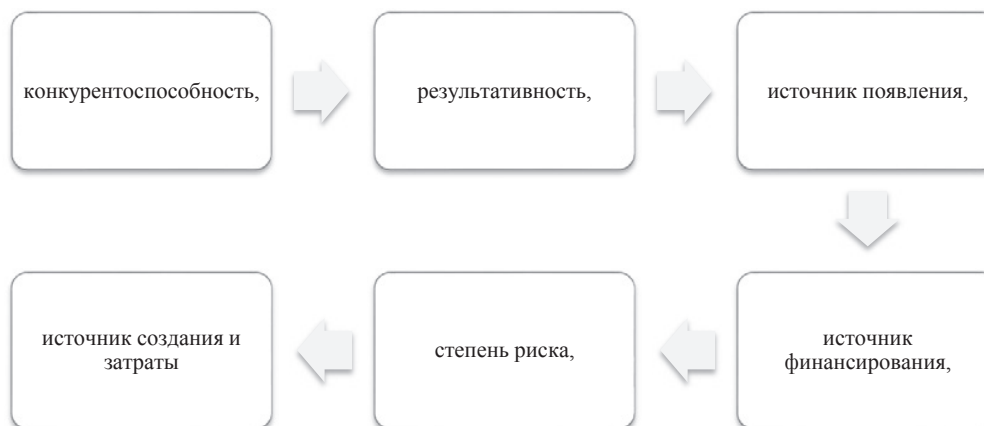 конкурентоспособность,
результативность,
источник появления,
источник
финансирования,
степень риска,
источник создания и
затраты